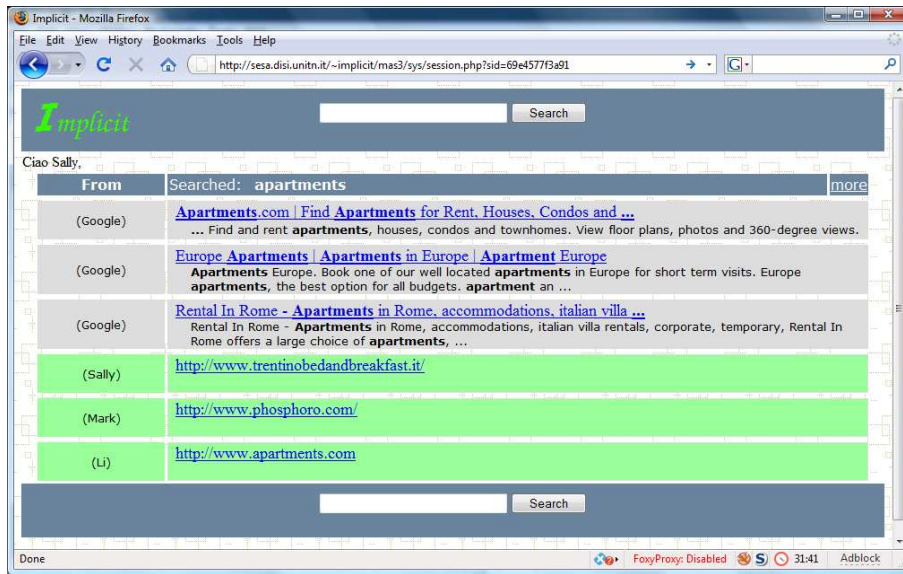 Implicit - Mozilla Firefox
File Edit View History Bookmarks Tools Help
http://sesa.disi.unitn.it/~implicit/mas3/sys/session.php?sid=69e4577f3a91
G
Implicit
Search
Ciao Sally,
From Searched: apartments more
(Google)
Apartments.com | Find Apartments for Rent, Houses, Condos and ...
... Find and rent apartments, houses, condos and townhomes. View floor plans, photos and 360-degree views.
(Google)
Europe Apartments | Apartments in Europe | Apartment Europe
Apartments Europe. Book one of our well located apartments in Europe for short term visits. Europe
apartments, the best option for all budgets. apartment an ...
(Google)
Rental In Rome - Apartments in Rome, accommodations, italian villa ...
Rental In Rome - Apartments in Rome, accommodations, italian villa rentals, corporate, temporary, Rental In
Rome offers a large choice of apartments, ...
(Sally) http://www.trentinobedandbreakfast.it/
(Mark) http://www.phosphoro.com/
(Li) http://www.apartments.com
Search
Done FoxyProxy: Disabled S 31:41 Adblock